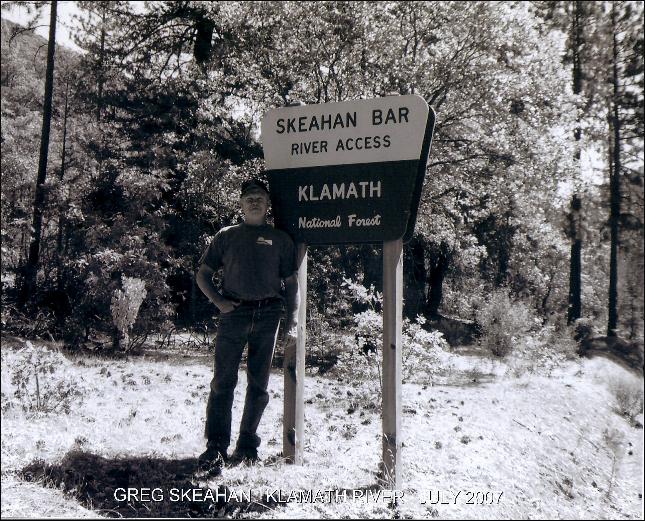 SKEAHAN BAR
RIVER ACCESS
KLAMATH
National Forest
GREG SKEAHAN KLAMATH RIVER JULY 2007